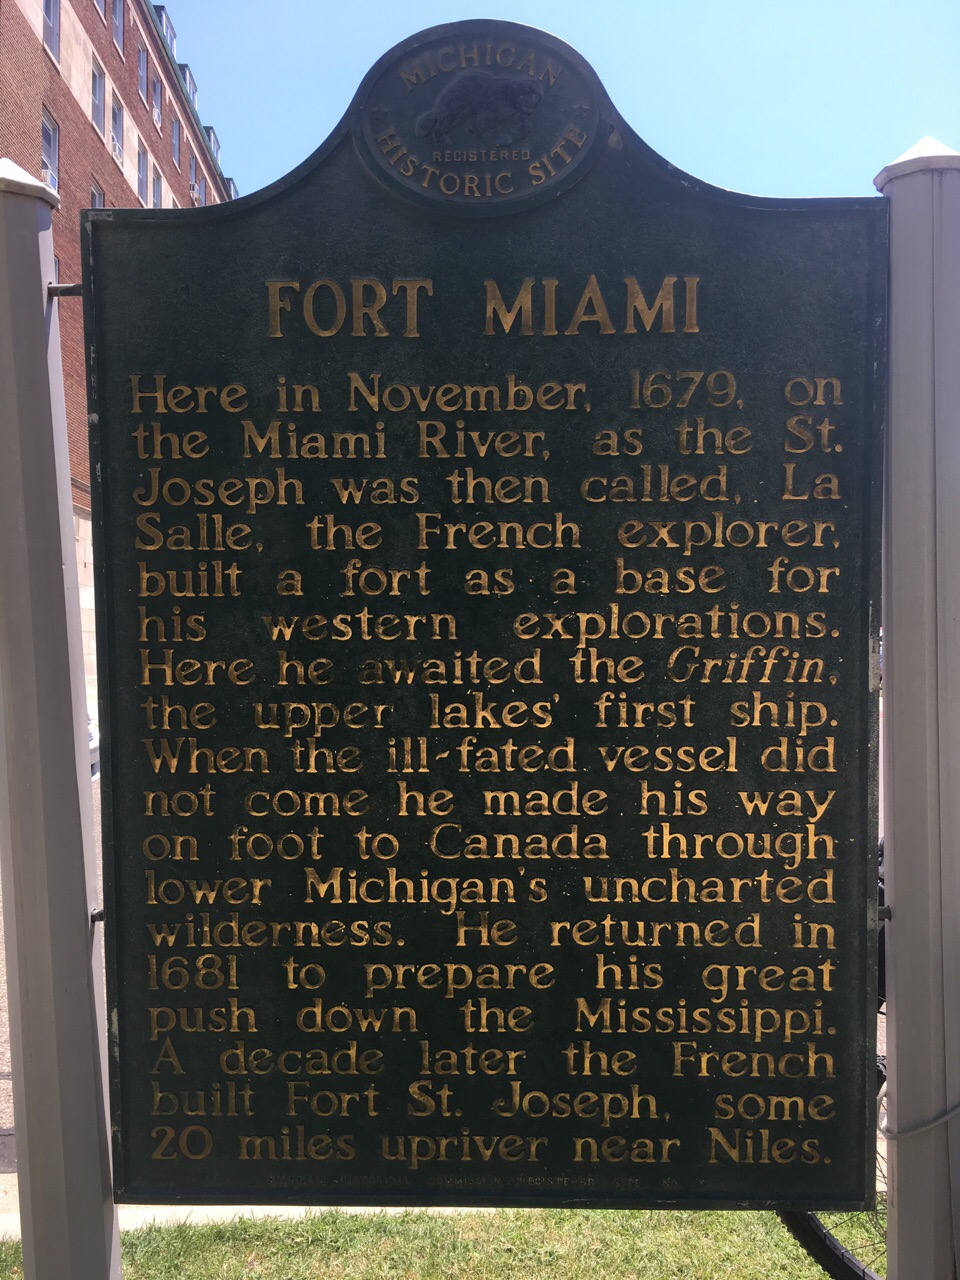 MICHIGAN
REGISTERED
HISTORIC SITE
FORT MIAMI
Here in November, 1679, on
the Miami River, as the St.
Joseph was then called, La
Salle, the French explorer,
built a fort as a base for
his western explorations.
Here he awaited the Griffin,
the upper lakes' first ship.
When the ill-fated vessel did
not come he made his way
on foot to Canada through
lower Michigan's uncharted
wilderness. He returned in
1681 to prepare his great
push down the Mississippi.
A decade later the French
built Fort St. Joseph, some
20 miles upriver near Niles.
COMMISSION REGISTERED SITE NO.